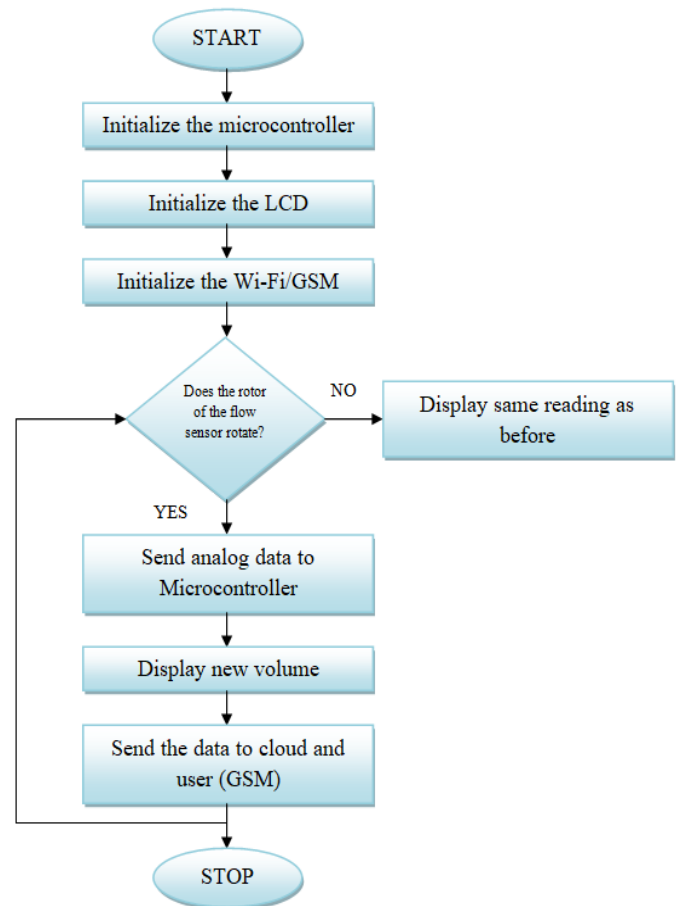 START
Initialize the microcontroller
Initialize the LCD
Initialize the Wi-Fi/GSM
Does the rotor
of the flow
sensor rotate?
NO
Display same reading as
before
YES
Send analog data to
Microcontroller
Display new volume
Send the data to cloud and
user (GSM)
STOP